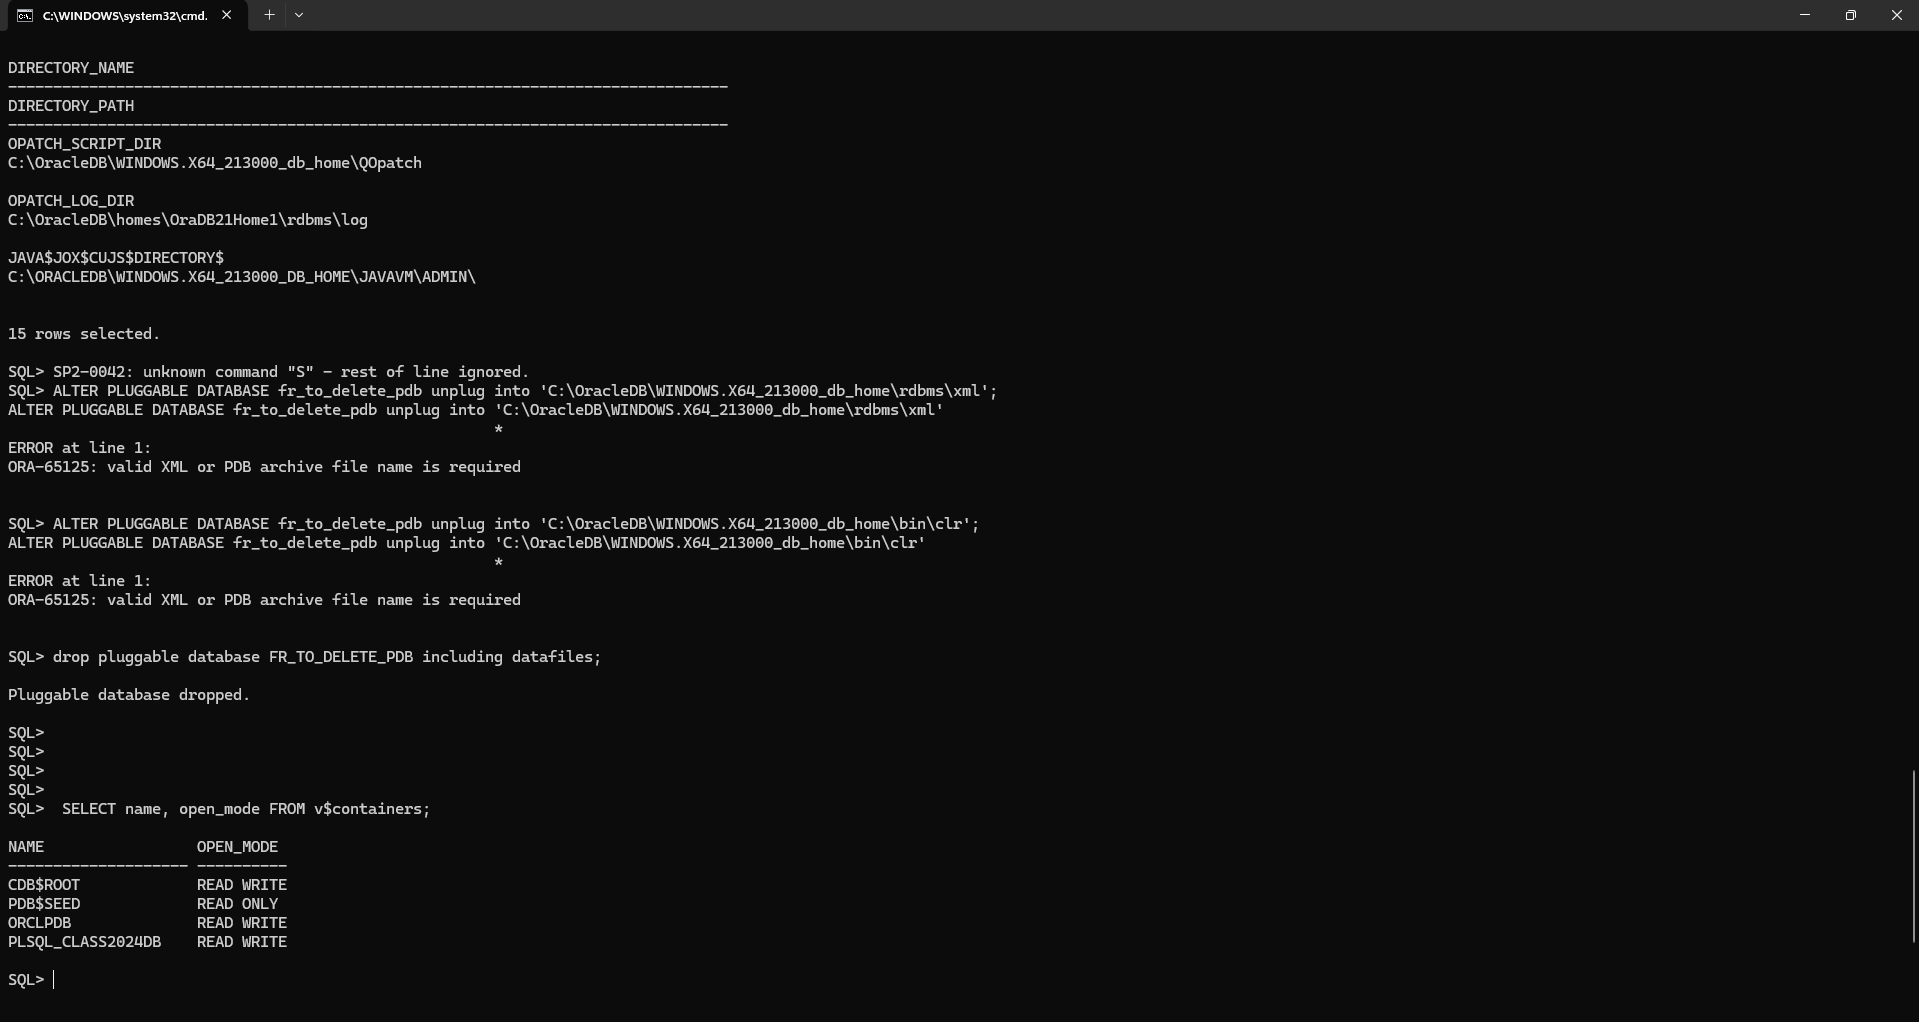 C:\WINDOWS\system32\cmd.
DIRECTORY_NAME
--------------------------------------------------------------------------------
DIRECTORY_PATH
--------------------------------------------------------------------------------
OPATCH_SCRIPT_DIR
C:\OracleDB\WINDOWS.X64_213000_db_home\QOpatch
OPATCH_LOG_DIR
C:\OracleDB\homes\OraDB21Home1\rdbms\log
JAVA$JOX$CUJS$DIRECTORY$
C:\ORACLEDB\WINDOWS.X64_213000_DB_HOME\JAVAVM\ADMIN\
15 rows selected.
SQL> SP2-0042: unknown command "S" - rest of line ignored.
SQL> ALTER PLUGGABLE DATABASE fr_to_delete_pdb unplug into 'C:\OracleDB\WINDOWS.X64_213000_db_home\rdbms\xml';
ALTER PLUGGABLE DATABASE fr_to_delete_pdb unplug into 'C:\OracleDB\WINDOWS.X64_213000_db_home\rdbms\xml'
*
ERROR at line 1:
ORA-65125: valid XML or PDB archive file name is required
SQL> ALTER PLUGGABLE DATABASE fr_to_delete_pdb unplug into 'C:\OracleDB\WINDOWS.X64_213000_db_home\bin\clr';
ALTER PLUGGABLE DATABASE fr_to_delete_pdb unplug into 'C:\OracleDB\WINDOWS.X64_213000_db_home\bin\clr'
*
ERROR at line 1:
ORA-65125: valid XML or PDB archive file name is required
SQL> drop pluggable database FR_TO_DELETE_PDB including datafiles;
Pluggable database dropped.
SQL>
SQL>
SQL>
SQL>
SQL>  SELECT name, open_mode FROM v$containers;
NAME                 OPEN_MODE
-------------------- ----------
CDB$ROOT             READ WRITE
PDB$SEED             READ ONLY
ORCLPDB              READ WRITE
PLSQL_CLASS2024DB    READ WRITE
SQL>